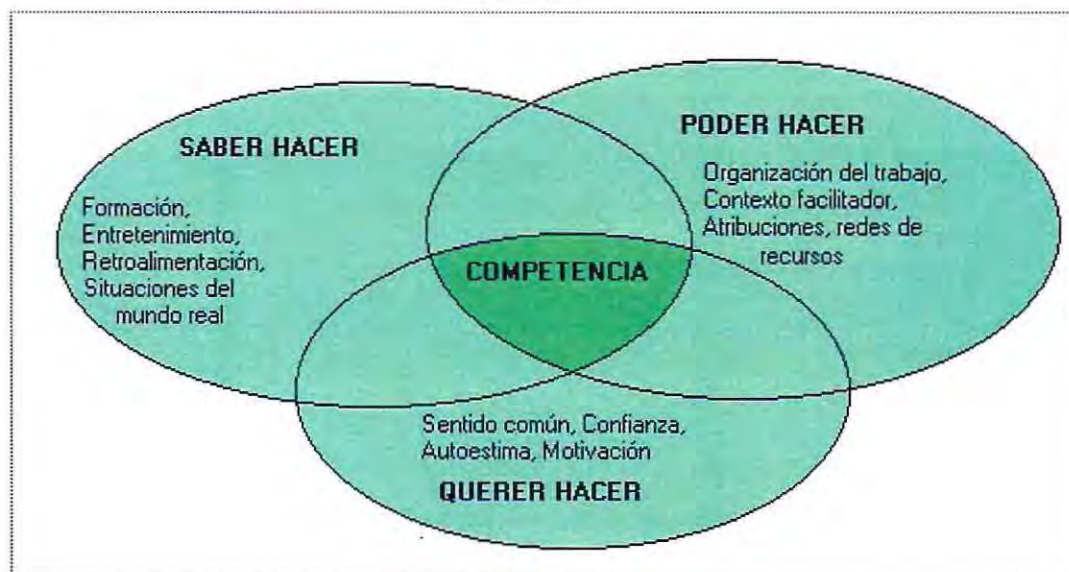 SABER HACER
Formación,
Entretenimiento,
Retroalimentación,
Situaciones del
mundo real
PODER HACER
Organización del trabajo,
Contexto facilitador,
Atribuciones, redes de
recursos
COMPETENCIA
Sentido común, Confianza,
Autoestima, Motivación
QUERER HACER